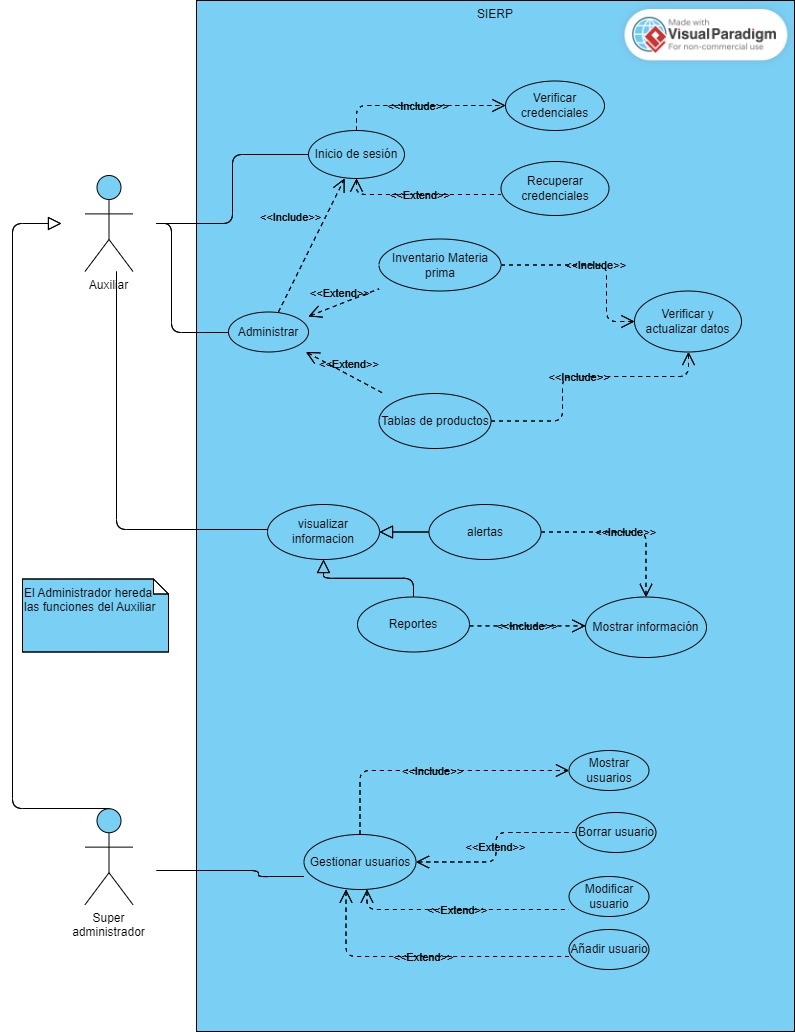 SIERP
Made with
Visual Paradigm
For non-commercial use
Verificar
credenciales
<<Include>>
Inicio de sesión
Recuperar
credenciales
<<Extend>>
<<Include>>
Auxiliar
Inventario Materia
prima
<<Include>>
<<Extend>>
Verificar y
actualizar datos
Administrar
<<Extend>>
<<Include>>
Tablas de productos
visualizar
informacion
alertas
<<Include>>
El Administrador hereda
las funciones del Auxiliar
Reportes
<<Include>>
Mostrar información
Mostrar
usuarios
<<Include>>
Borrar usuario
<<Extend>>
Gestionar usuarios
Modificar
usuario
<<Extend>>
Super
administrador
Añadir usuario
<<Extend>>